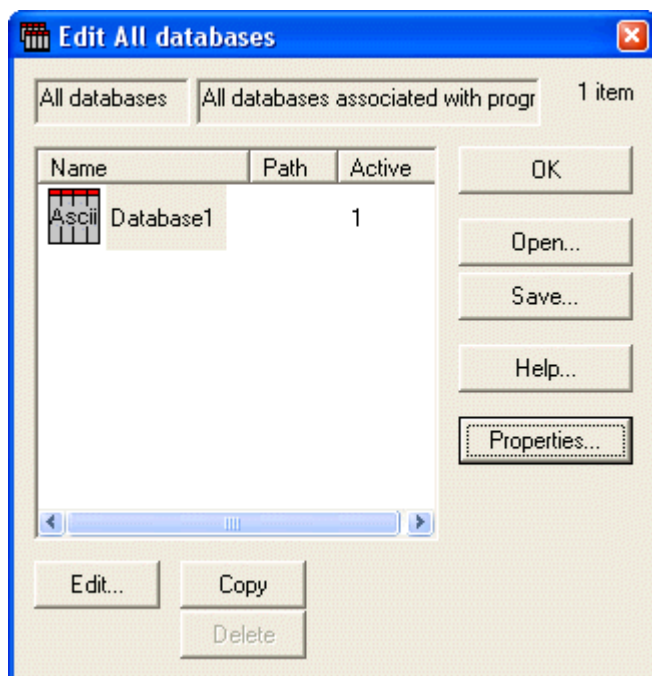 Edit All databases
All databases All databases associated with progr 1 item
Name Path Active
Ascii Database1 1
OK
Open...
Save...
Help...
Properties...
Edit... Copy
Delete